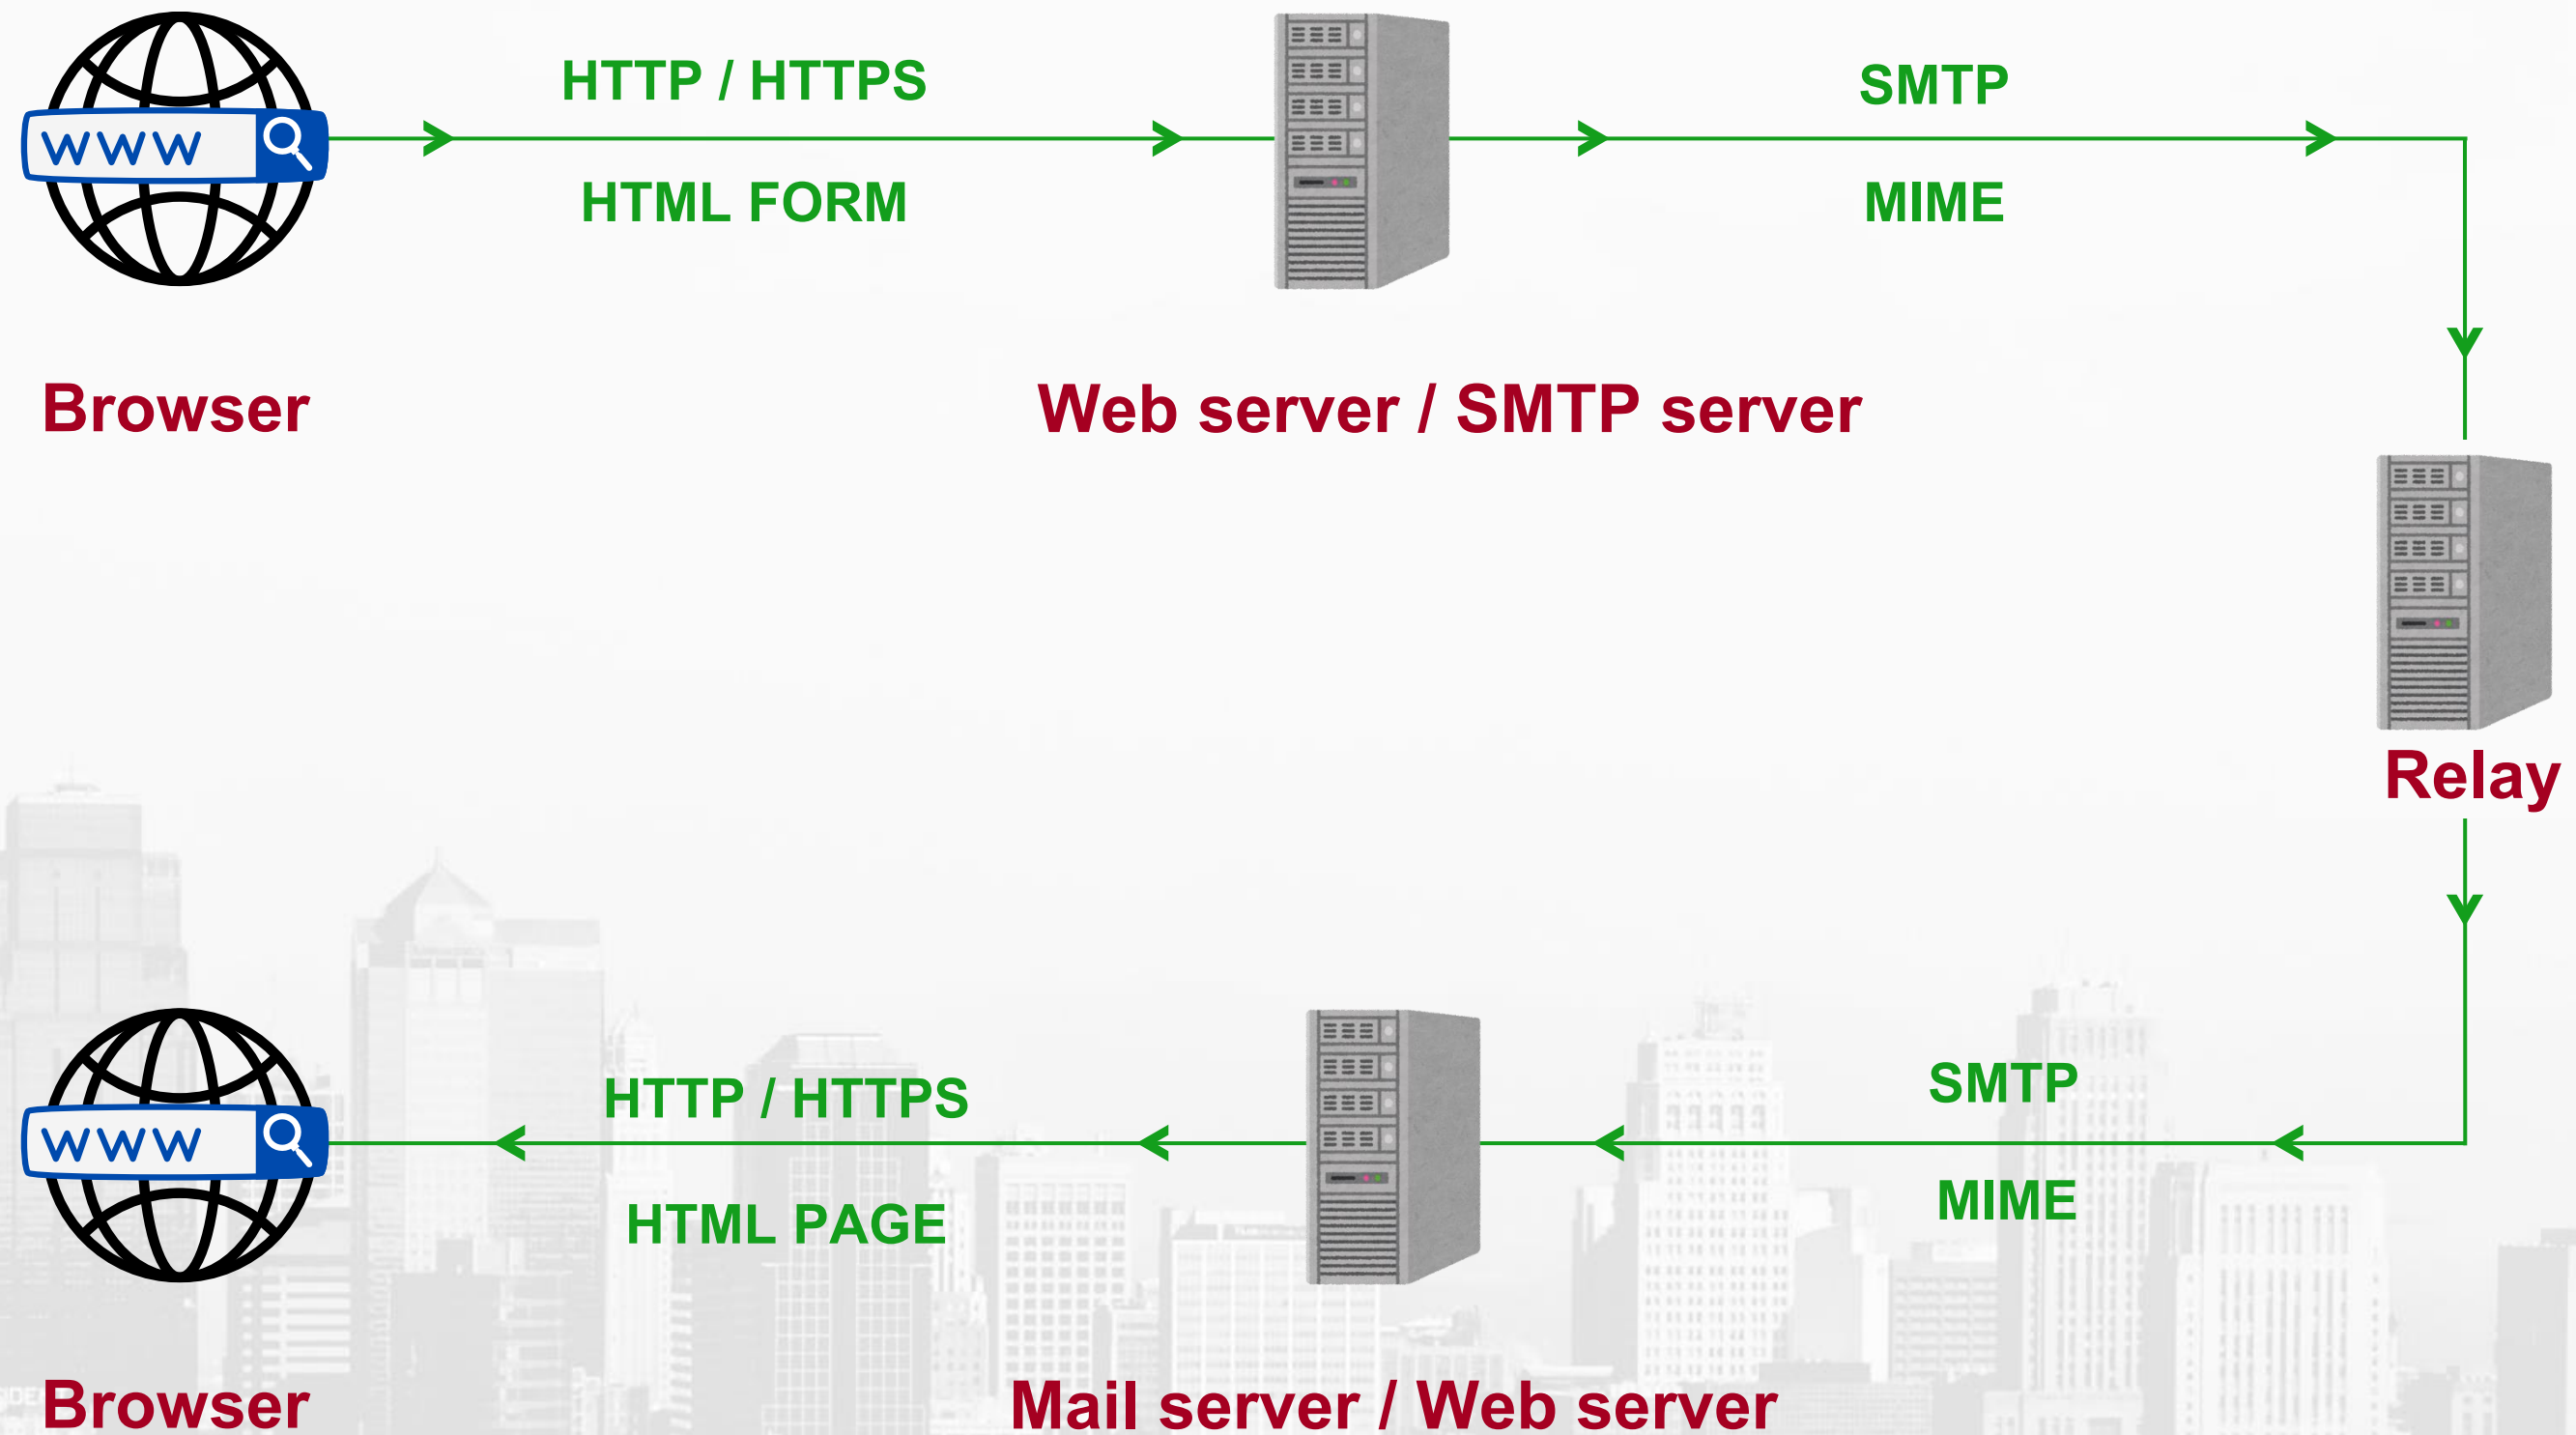 HTTP / HTTPS
SMTP
WWW
HTML FORM
MIME
Browser
Web server / SMTP server
Relay
HTTP / HTTPS
SMTP
WWW
HTML PAGE
MIME
Browser
Mail server / Web server